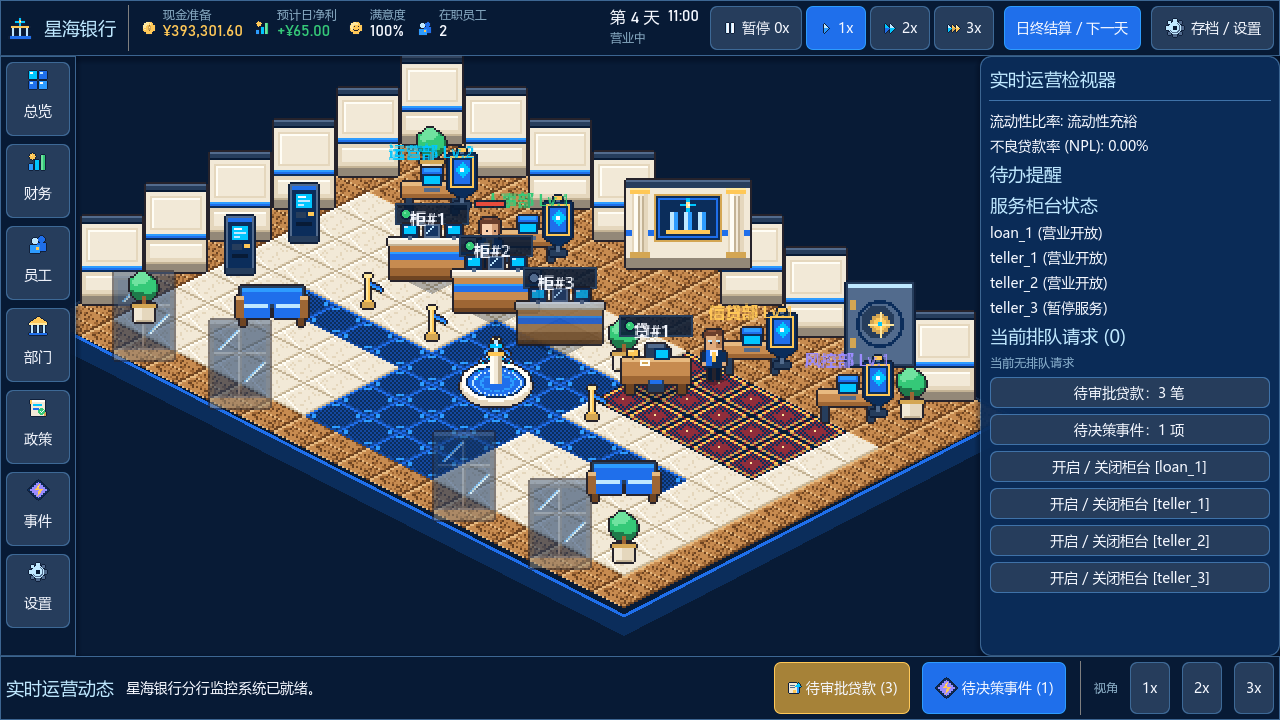 星海银行
现金准备
¥393,301.60
预计日净利
+¥65.00
满意度
100%
在职员工
2
第 4 天 11:00
营业中
暂停 0x
1x
2x
3x
日终结算 / 下一天
存档 / 设置
总览
财务
员工
部门
政策
事件
设置
柜#1
柜#2
柜#3
贷#1
信贷部 Lv.1
风控部 Lv.1
实时运营检视器
流动性比率: 流动性充裕
不良贷款率 (NPL): 0.00%
待办提醒
服务柜台状态
loan_1 (营业开放)
teller_1 (营业开放)
teller_2 (营业开放)
teller_3 (暂停服务)
当前排队请求 (0)
当前无排队请求
待审批贷款：3 笔
待决策事件：1 项
开启 / 关闭柜台 [loan_1]
开启 / 关闭柜台 [teller_1]
开启 / 关闭柜台 [teller_2]
开启 / 关闭柜台 [teller_3]
实时运营动态
星海银行分行监控系统已就绪。
待审批贷款 (3)
待决策事件 (1)
视角
1x
2x
3x